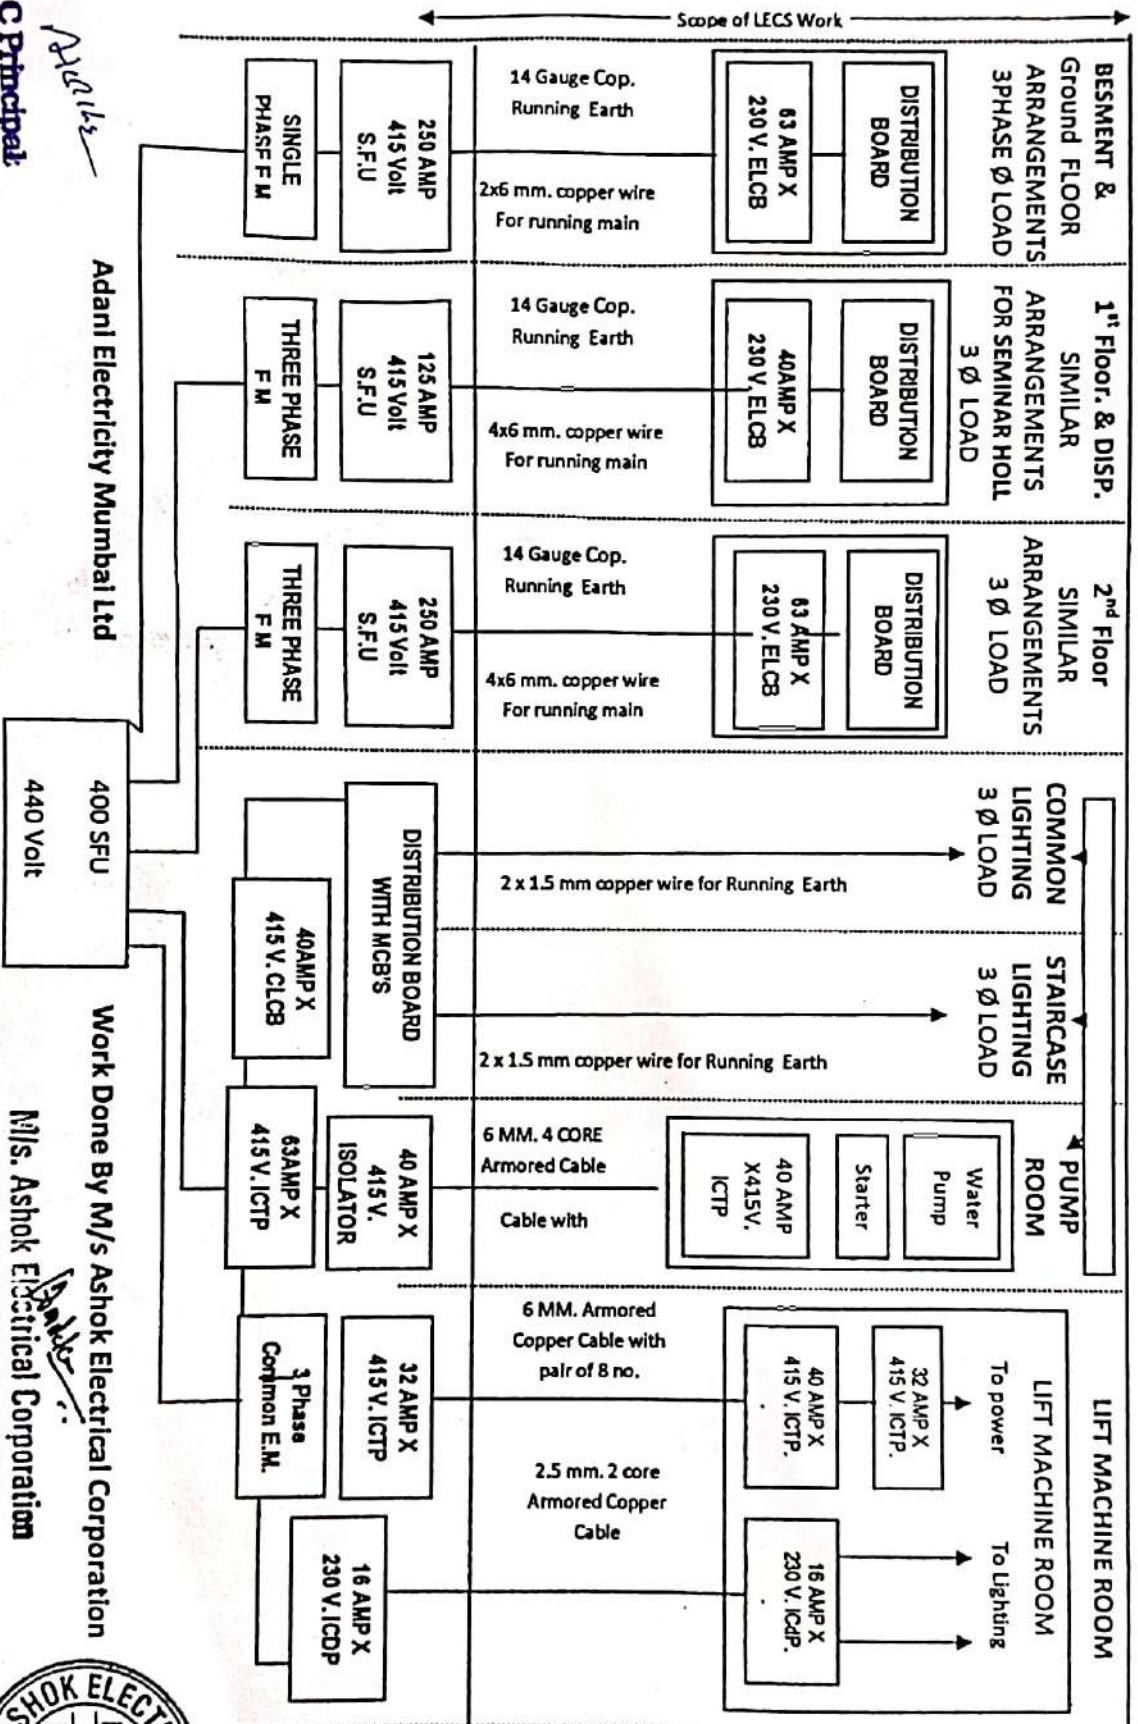 Scope of LECS Work
BESMENT &
Ground FLOOR
ARRANGEMENTS
3PHASE Ø LOAD
DISTRIBUTION
BOARD
63 AMP X
230 V. ELCB
14 Gauge Cop.
Running Earth
2x6 mm. copper wire
For running main
250 AMP
415 Volt
S.F.U
SINGLE
PHASF F M
1st Floor. & DISP.
SIMILAR
ARRANGEMENTS
FOR SEMINAR HOLL
3 Ø LOAD
DISTRIBUTION
BOARD
40AMP X
230 V. ELCB
14 Gauge Cop.
Running Earth
4x6 mm. copper wire
For running main
125 AMP
415 Volt
S.F.U
THREE PHASE
F M
2nd Floor
SIMILAR
ARRANGEMENTS
3 Ø LOAD
DISTRIBUTION
BOARD
63 AMP X
230 V. ELCB
14 Gauge Cop.
Running Earth
4x6 mm. copper wire
For running main
250 AMP
415 Volt
S.F.U
THREE PHASE
F M
COMMON
LIGHTING
3 Ø LOAD
2 x 1.5 mm copper wire for Running Earth
STAIRCASE
LIGHTING
3 Ø LOAD
2 x 1.5 mm copper wire for Running Earth
DISTRIBUTION BOARD
WITH MCB'S
40AMP X
415 V. CLCB
PUMP
ROOM
Water
Pump
Starter
40 AMP
X415V.
ICTP
6 MM. 4 CORE
Armored Cable
Cable with
40 AMP X
415 V.
ISOLATOR
63AMP X
415 V. ICTP
LIFT MACHINE ROOM
LIFT MACHINE ROOM
To power
To Lighting
32 AMP X
415 V. ICTP.
40 AMP X
415 V. ICTP.
.
16 AMP X
230 V. ICdP.
.
6 MM. Armored
Copper Cable with
pair of 8 no.
2.5 mm. 2 core
Armored Copper
Cable
32 AMP X
415 V. ICTP
3 Phase
Common E.M.
16 AMP X
230 V. ICDP
400 SFU
440 Volt
Adani Electricity Mumbai Ltd
Work Done By M/s Ashok Electrical Corporation
M/s. Ashok Electrical Corporation
C Principal